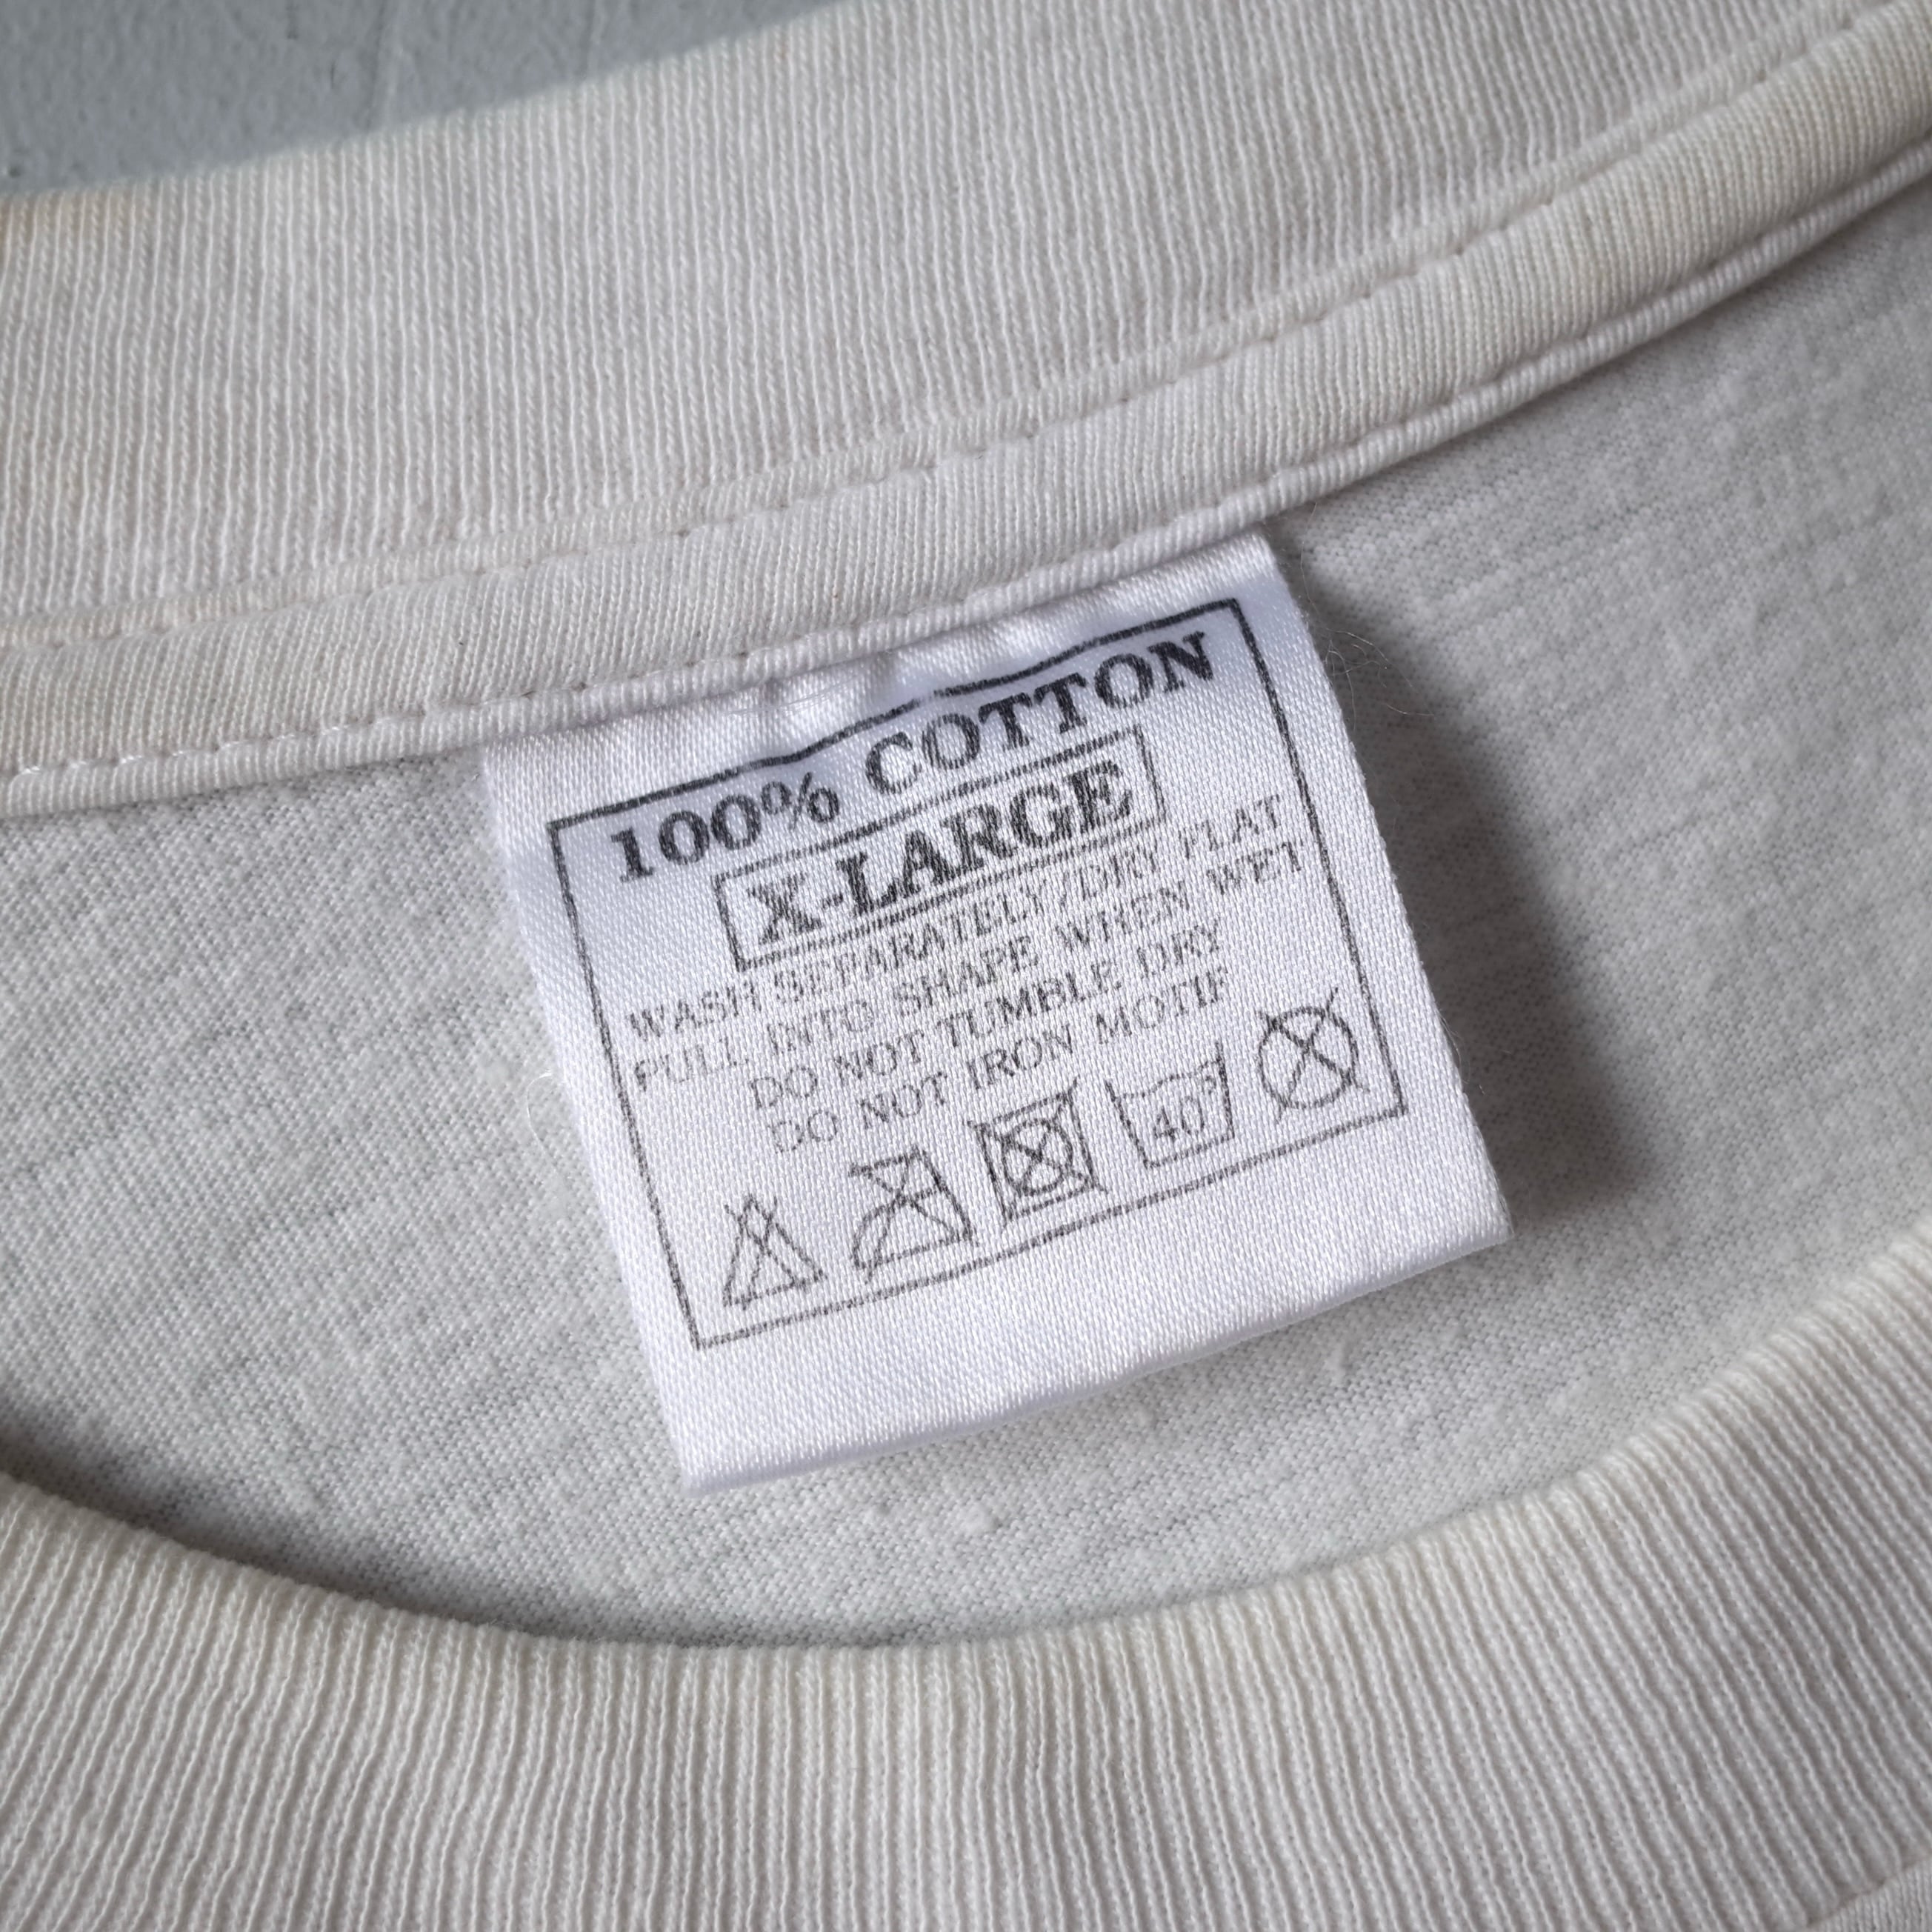 100% COTTON
X-LARGE
WASH SEPARATELY/DRY FLAT
PULL INTO SHAPE WHEN WET
DO NOT TUMBLE DRY
DO NOT IRON MOTIF
40°